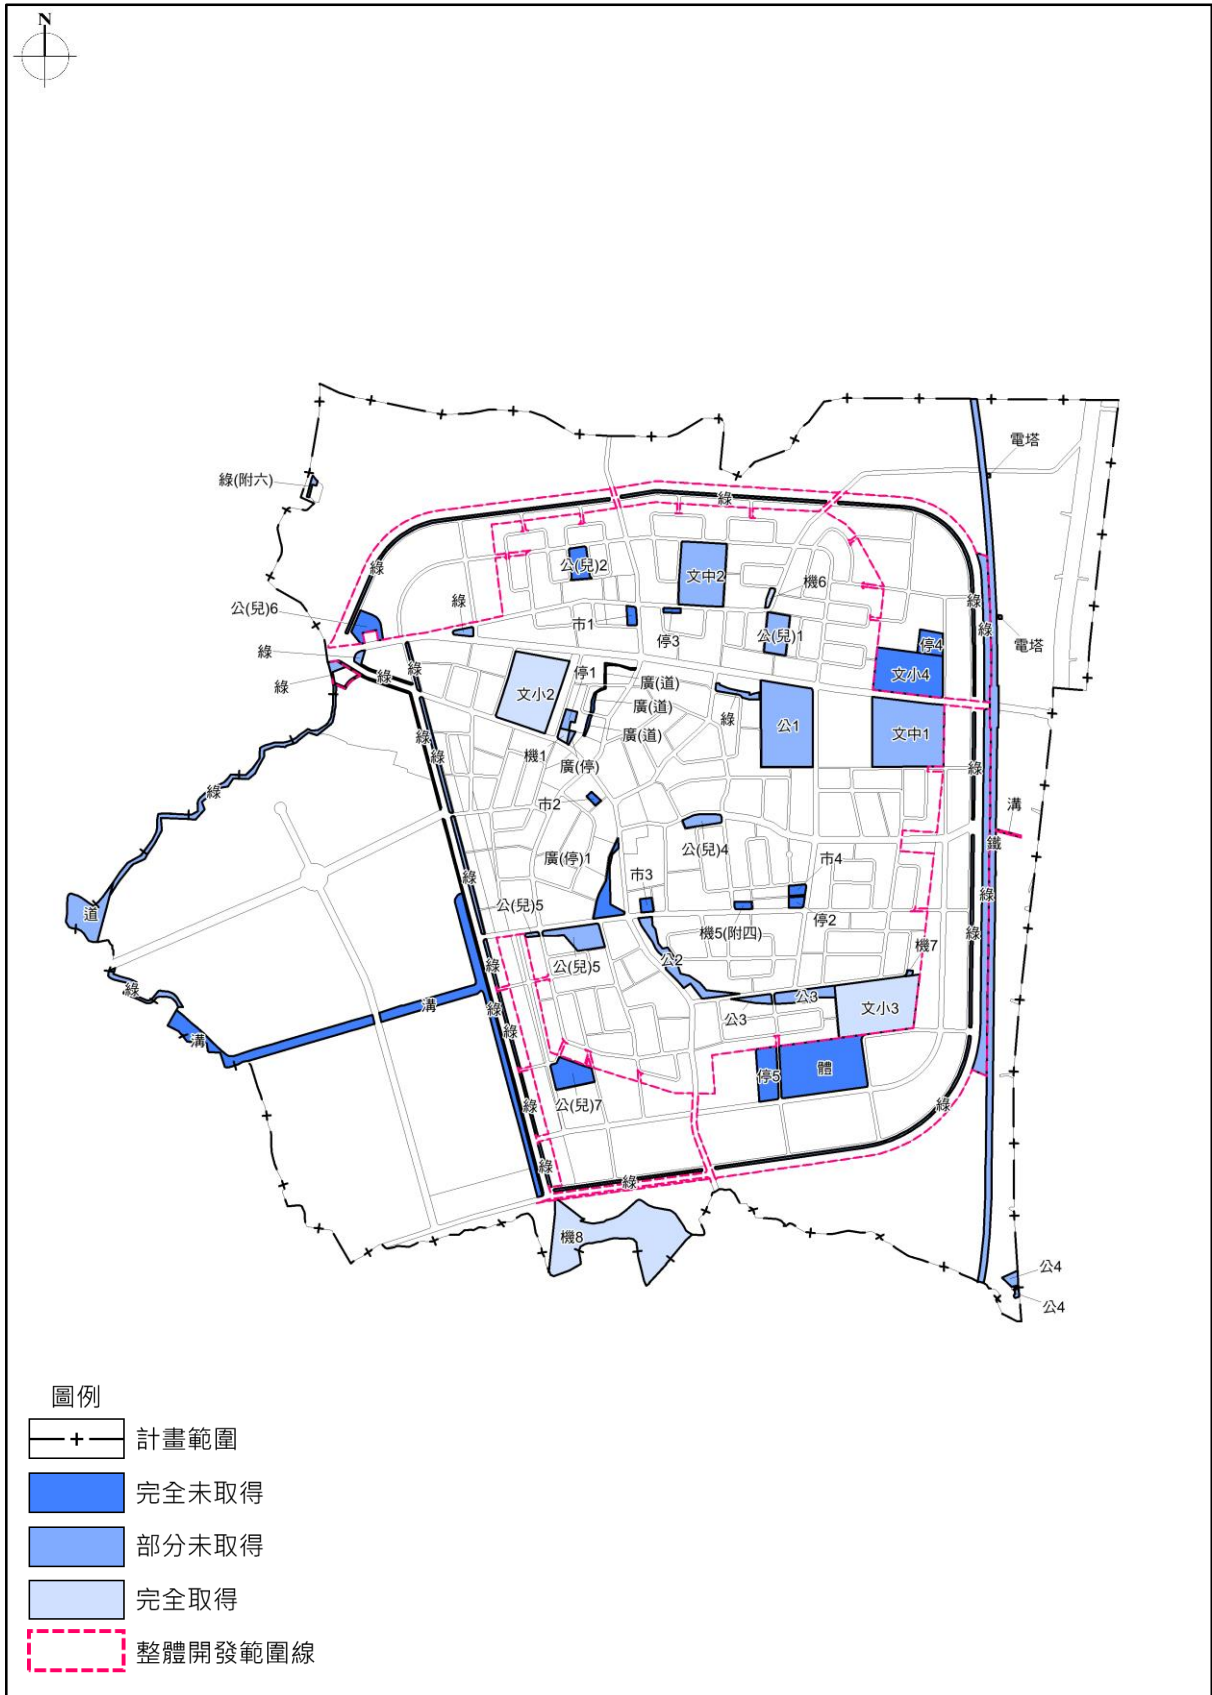 N
電塔
綠(附六)
綠
公(兒)2
文中2
機6
綠
綠
公(兒)6
綠
市1
停3
公(兒)1
綠
綠
停4
電塔
綠
綠
綠
綠
文小4
停1
廣(道)
文小2
廣(道)
綠
公1
廣(道)
文中1
綠
綠
機1
廣(停)
綠
綠
市2
溝
鐵
公(兒)4
廣(停)1
市4
市3
綠
綠
公(兒)5
道
停2
機5(附四)
綠
機7
綠
公(兒)5
公2
綠
公3
溝
綠
文小3
公3
綠
溝
體
停5
公(兒)7
綠
綠
綠
綠
機8
公4
公4
圖例
計畫範圍
完全未取得
部分未取得
完全取得
整體開發範圍線